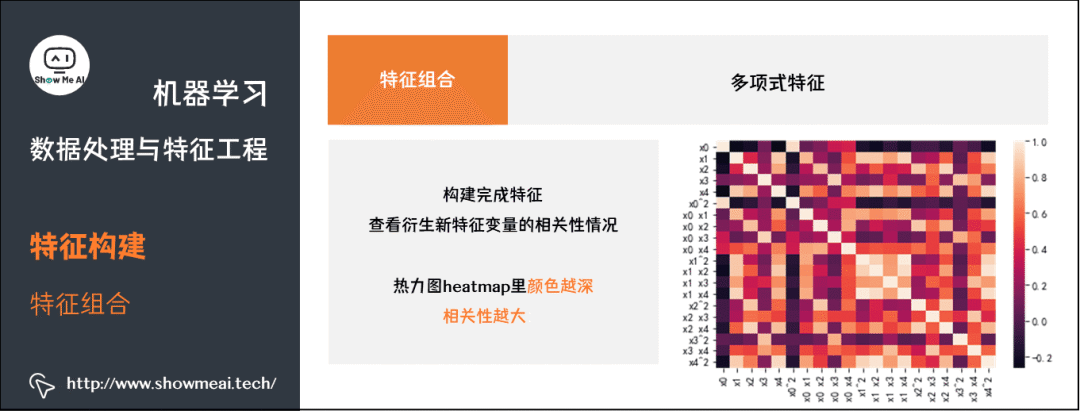 Show Me AI
机器学习
数据处理与特征工程
特征构建
特征组合
http://www.showmeai.tech/
特征组合
多项式特征
构建完成特征
查看衍生新特征变量的相关性情况
热力图heatmap里颜色越深
相关性越大
x0
x1
x2
x3
x4
x0^2
x0 x1
x0 x2
x0 x3
x0 x4
x1^2
x1 x2
x1 x3
x1 x4
x2^2
x2 x3
x2 x4
x3^2
x3 x4
x4^2
x0 x1 x2 x3 x4 x0^2 x0 x1 x0 x2 x0 x3 x0 x4 x1^2 x1 x2 x1 x3 x1 x4 x2^2 x2 x3 x2 x4 x3^2 x3 x4 x4^2
1.0
0.8
0.6
0.4
0.2
0.0
-0.2